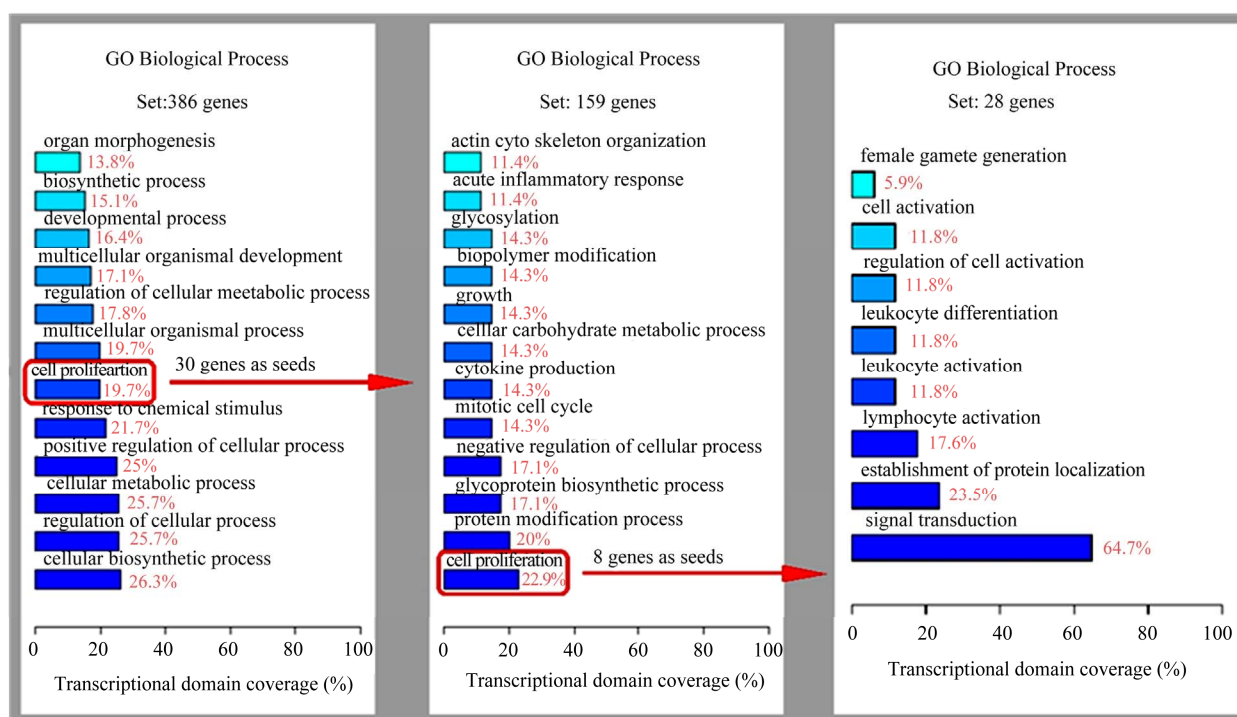 GO Biological Process
Set:386 genes
organ morphogenesis
13.8%
biosynthetic process
15.1%
developmental process
16.4%
multicellular organismal development
17.1%
regulation of cellular meetabolic process
17.8%
multicellular organismal process
19.7%
cell prolifeartion
19.7%
response to chemical stimulus
21.7%
positive regulation of cellular process
25%
cellular metabolic process
25.7%
regulation of cellular process
25.7%
cellular biosynthetic process
26.3%
0 20 40 60 80 100
Transcriptional domain coverage (%)
30 genes as seeds
GO Biological Process
Set: 159 genes
actin cyto skeleton organization
11.4%
acute inflammatory response
11.4%
glycosylation
14.3%
biopolymer modification
14.3%
growth
14.3%
celllar carbohydrate metabolic process
14.3%
cytokine production
14.3%
mitotic cell cycle
14.3%
negative regulation of cellular process
17.1%
glycoprotein biosynthetic process
17.1%
protein modification process
20%
cell proliferation
22.9%
0 20 40 60 80 100
Transcriptional domain coverage (%)
8 genes as seeds
GO Biological Process
Set: 28 genes
female gamete generation
5.9%
cell activation
11.8%
regulation of cell activation
11.8%
leukocyte differentiation
11.8%
leukocyte activation
11.8%
lymphocyte activation
17.6%
establishment of protein localization
23.5%
signal transduction
64.7%
0 20 40 60 80 100
Transcriptional domain coverage (%)